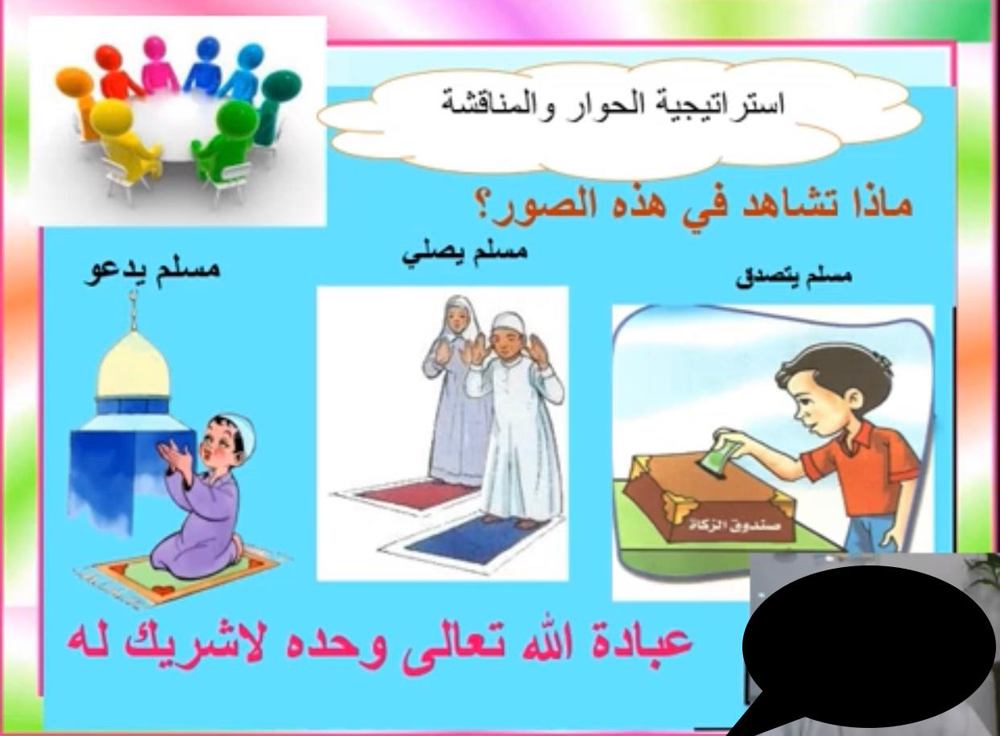 استراتيجية الحوار والمناقشة
ماذا تشاهد في هذه الصور؟
مسلم يتصدق
مسلم يصلي
مسلم يدعو
صندوق الزكاة
عبادة الله تعالى وحده لاشريك له